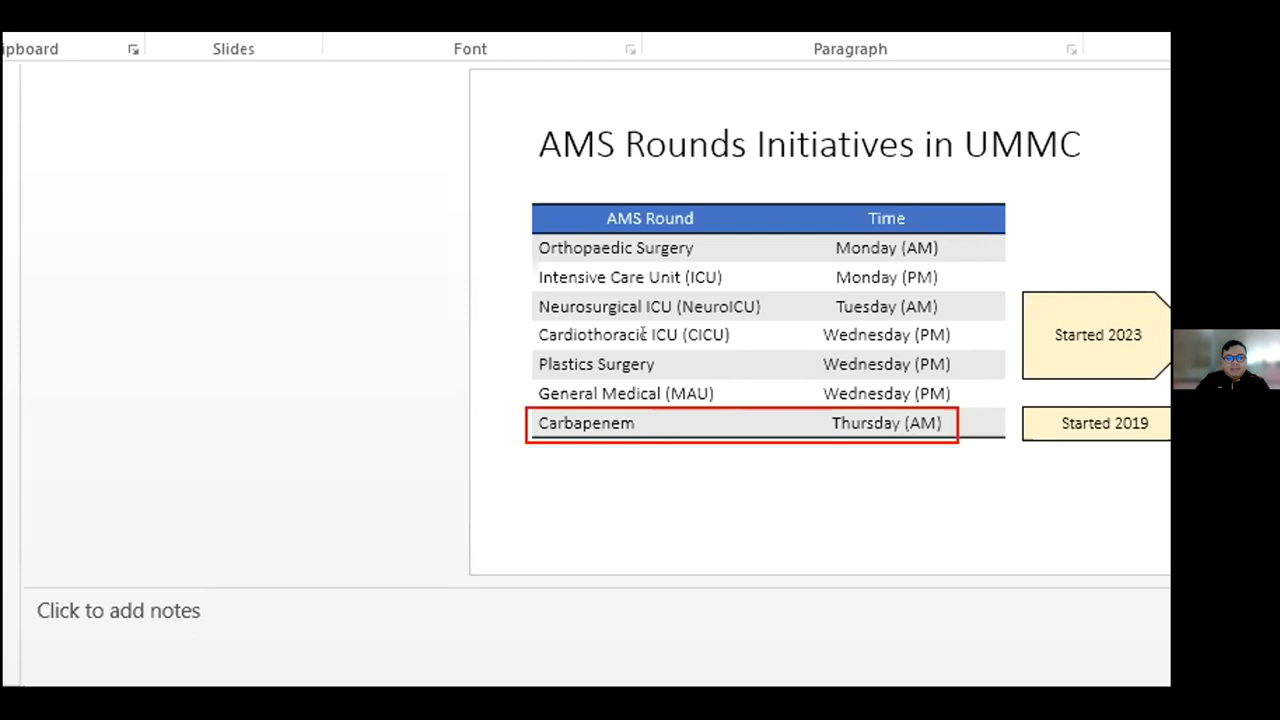 ipboard Slides Font Paragraph
AMS Rounds Initiatives in UMMC
AMS Round Time
Orthopaedic Surgery Monday (AM)
Intensive Care Unit (ICU) Monday (PM)
Neurosurgical ICU (NeuroICU) Tuesday (AM)
Cardiothoracic ICU (CICU) Wednesday (PM)
Started 2023
Plastics Surgery Wednesday (PM)
General Medical (MAU) Wednesday (PM)
Carbapenem Thursday (AM)
Started 2019
Click to add notes